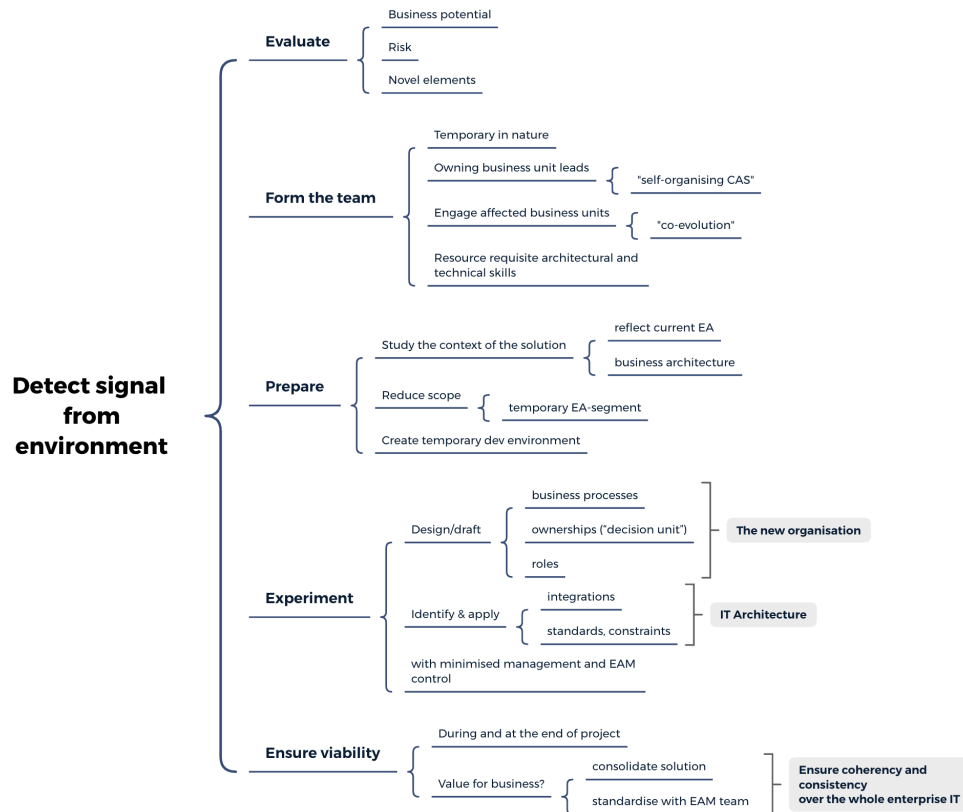 Business potential
Evaluate
Risk
Novel elements
Temporary in nature
Owning business unit leads
"self-organising CAS"
Form the team
Engage affected business units
"co-evolution"
Resource requisite architectural and
technical skills
Detect signal
from
environment
reflect current EA
Study the context of the solution
business architecture
Prepare
Reduce scope
temporary EA-segment
Create temporary dev environment
business processes
Design/draft
ownerships (“decision unit”)
The new organisation
roles
Experiment
integrations
Identify & apply
IT Architecture
standards, constraints
with minimised management and EAM
control
During and at the end of project
Ensure viability
consolidate solution
Value for business?
standardise with EAM team
Ensure coherency and
consistency
over the whole enterprise IT